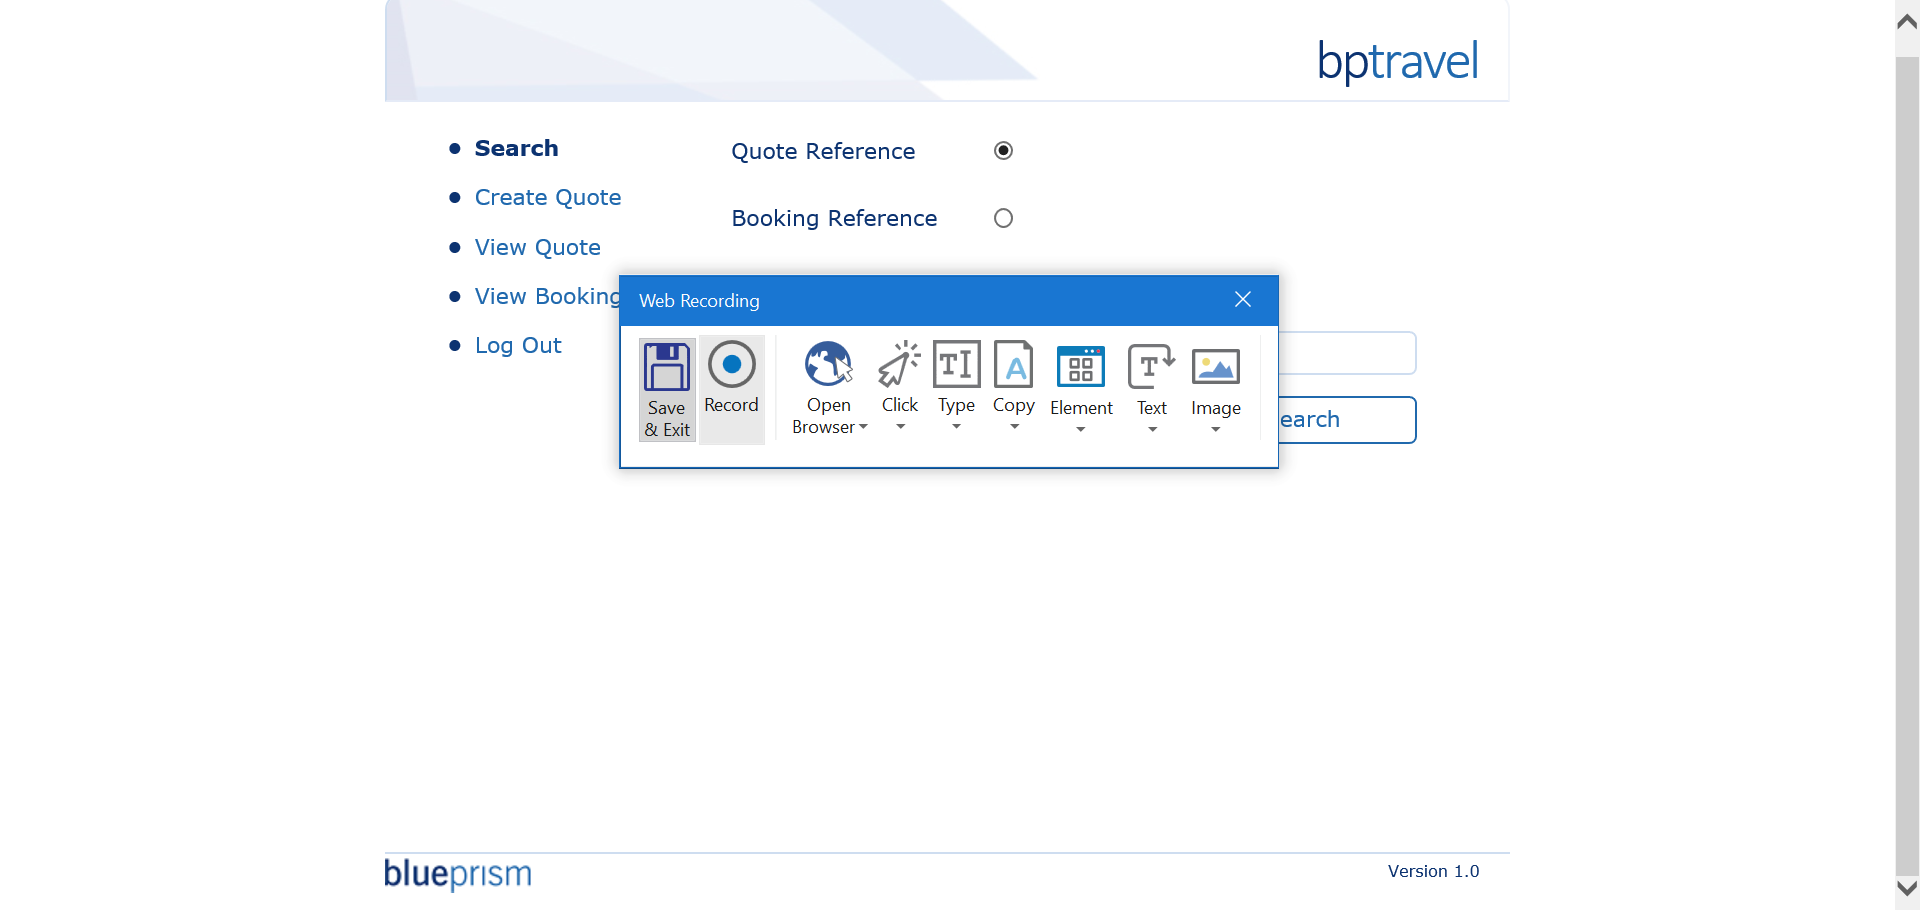 bptravel
Search
Create Quote
View Quote
View Booking
Log Out
Quote Reference
Booking Reference
Web Recording
Save & Exit
Record
Open Browser
Click
Type
Copy
Element
Text
Image
earch
blueprism
Version 1.0